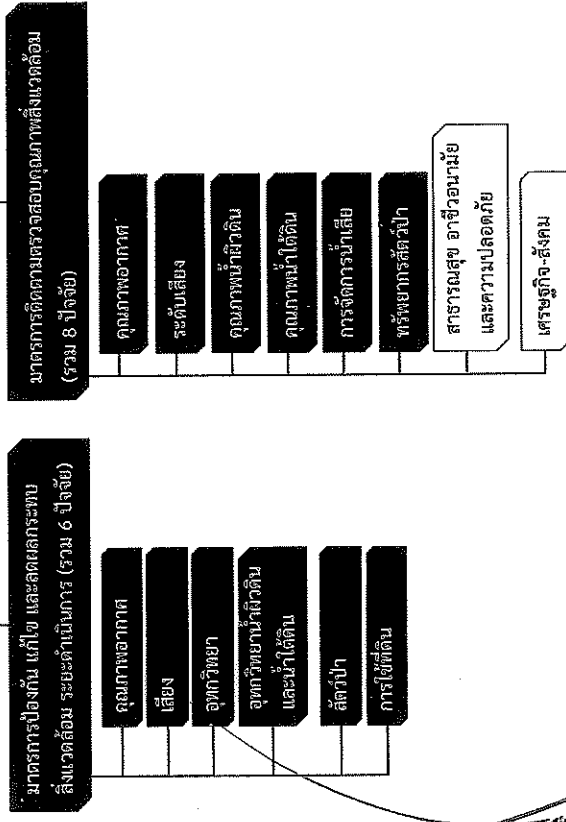 มาตรการป้องกัน แก้ไข และลดผลกระทบ
สิ่งแวดล้อม ระยะดำเนินการ (รวม 6 ปัจจัย)
คุณภาพอากาศ
เสียง
อุทกวิทยา
อุทกวิทยาน้ำผิวดิน
และน้ำใต้ดิน
สัตว์ป่า
การใช้ที่ดิน
มาตรการติดตามตรวจสอบคุณภาพสิ่งแวดล้อม
(รวม 8 ปัจจัย)
คุณภาพอากาศ
ระดับเสียง
คุณภาพน้ำผิวดิน
คุณภาพน้ำใต้ดิน
การจัดการน้ำเสีย
ทรัพยากรสัตว์ป่า
สาธารณสุข อาชีวอนามัย
และความปลอดภัย
เศรษฐกิจ-สังคม